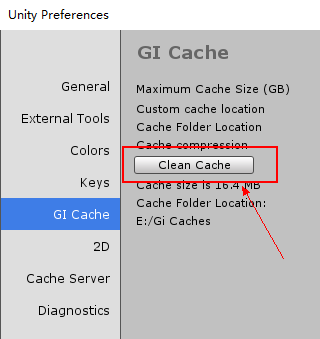 Unity Preferences
General
External Tools
Colors
Keys
GI Cache
2D
Cache Server
Diagnostics
GI Cache
Maximum Cache Size (GB)
Custom cache location
Cache Folder Location
Cache compression
Clean Cache
Cache size is 16.4 MB
Cache Folder Location:
E:/Gi Caches